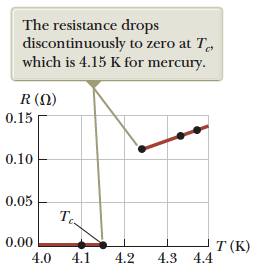 The resistance drops
discontinuously to zero at T_c,
which is 4.15 K for mercury.
R (Ω)
0.15
0.10
0.05
T_c
0.00
4.0 4.1 4.2 4.3 4.4
T (K)